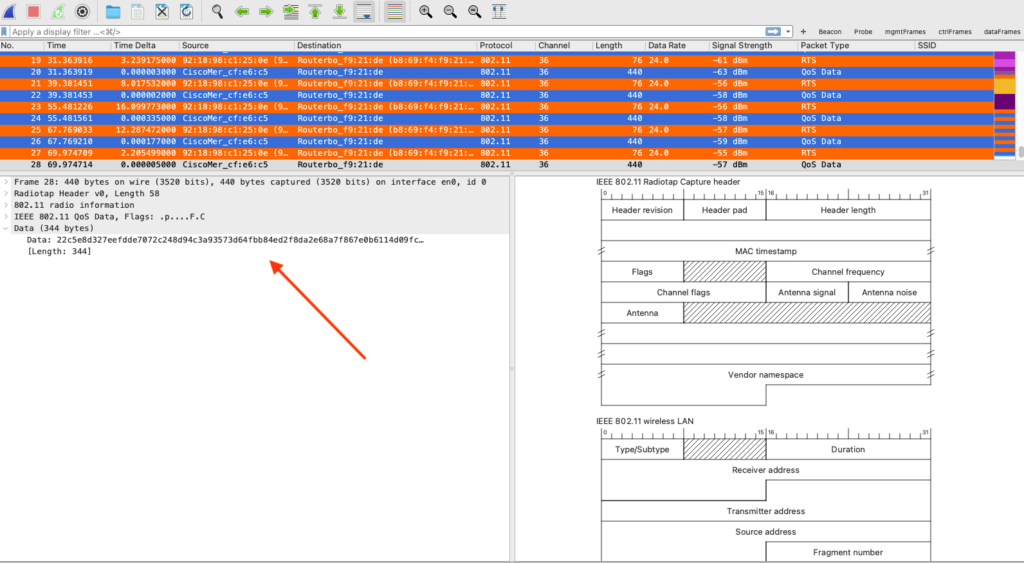 Apply a display filter ...<⌘/>
+ Beacon Probe mgmtFrames ctrlFrames dataFrames
No. Time Time Delta Source Destination Protocol Channel Length Data Rate Signal Strength Packet Type SSID
19 31.363916 3.239175000 92:18:98:c1:25:0e (9… Routerbo_f9:21:de (b8:69:f4:f9:21:… 802.11 36 76 24.0 -61 dBm RTS
20 31.363919 0.000003000 CiscoMer_cf:e6:c5 Routerbo_f9:21:de 802.11 36 440 -63 dBm QoS Data
21 39.381451 8.017532000 92:18:98:c1:25:0e (9… Routerbo_f9:21:de (b8:69:f4:f9:21:… 802.11 36 76 24.0 -56 dBm RTS
22 39.381453 0.000002000 CiscoMer_cf:e6:c5 Routerbo_f9:21:de 802.11 36 440 -58 dBm QoS Data
23 55.481226 16.099773000 92:18:98:c1:25:0e (9… Routerbo_f9:21:de (b8:69:f4:f9:21:… 802.11 36 76 24.0 -56 dBm RTS
24 55.481561 0.000335000 CiscoMer_cf:e6:c5 Routerbo_f9:21:de 802.11 36 440 -58 dBm QoS Data
25 67.769033 12.287472000 92:18:98:c1:25:0e (9… Routerbo_f9:21:de (b8:69:f4:f9:21:… 802.11 36 76 24.0 -57 dBm RTS
26 67.769210 0.000177000 CiscoMer_cf:e6:c5 Routerbo_f9:21:de 802.11 36 440 -59 dBm QoS Data
27 69.974709 2.205499000 92:18:98:c1:25:0e (9… Routerbo_f9:21:de (b8:69:f4:f9:21:… 802.11 36 76 24.0 -55 dBm RTS
28 69.974714 0.000005000 CiscoMer_cf:e6:c5 Routerbo_f9:21:de 802.11 36 440 -57 dBm QoS Data
Frame 28: 440 bytes on wire (3520 bits), 440 bytes captured (3520 bits) on interface en0, id 0
Radiotap Header v0, Length 58
802.11 radio information
IEEE 802.11 QoS Data, Flags: .p....F.C
Data (344 bytes)
Data: 22c5e8d327eefdde7072c248d94c3a93573d64fbb84ed2f8da2e68a7f867e0b6114d09fc…
[Length: 344]
IEEE 802.11 Radiotap Capture header
0 15 16 31
Header revision Header pad Header length
MAC timestamp
Flags Channel frequency
Channel flags Antenna signal Antenna noise
Antenna
Vendor namespace
IEEE 802.11 wireless LAN
0 15 16 31
Type/Subtype Duration
Receiver address
Transmitter address
Source address
Fragment number